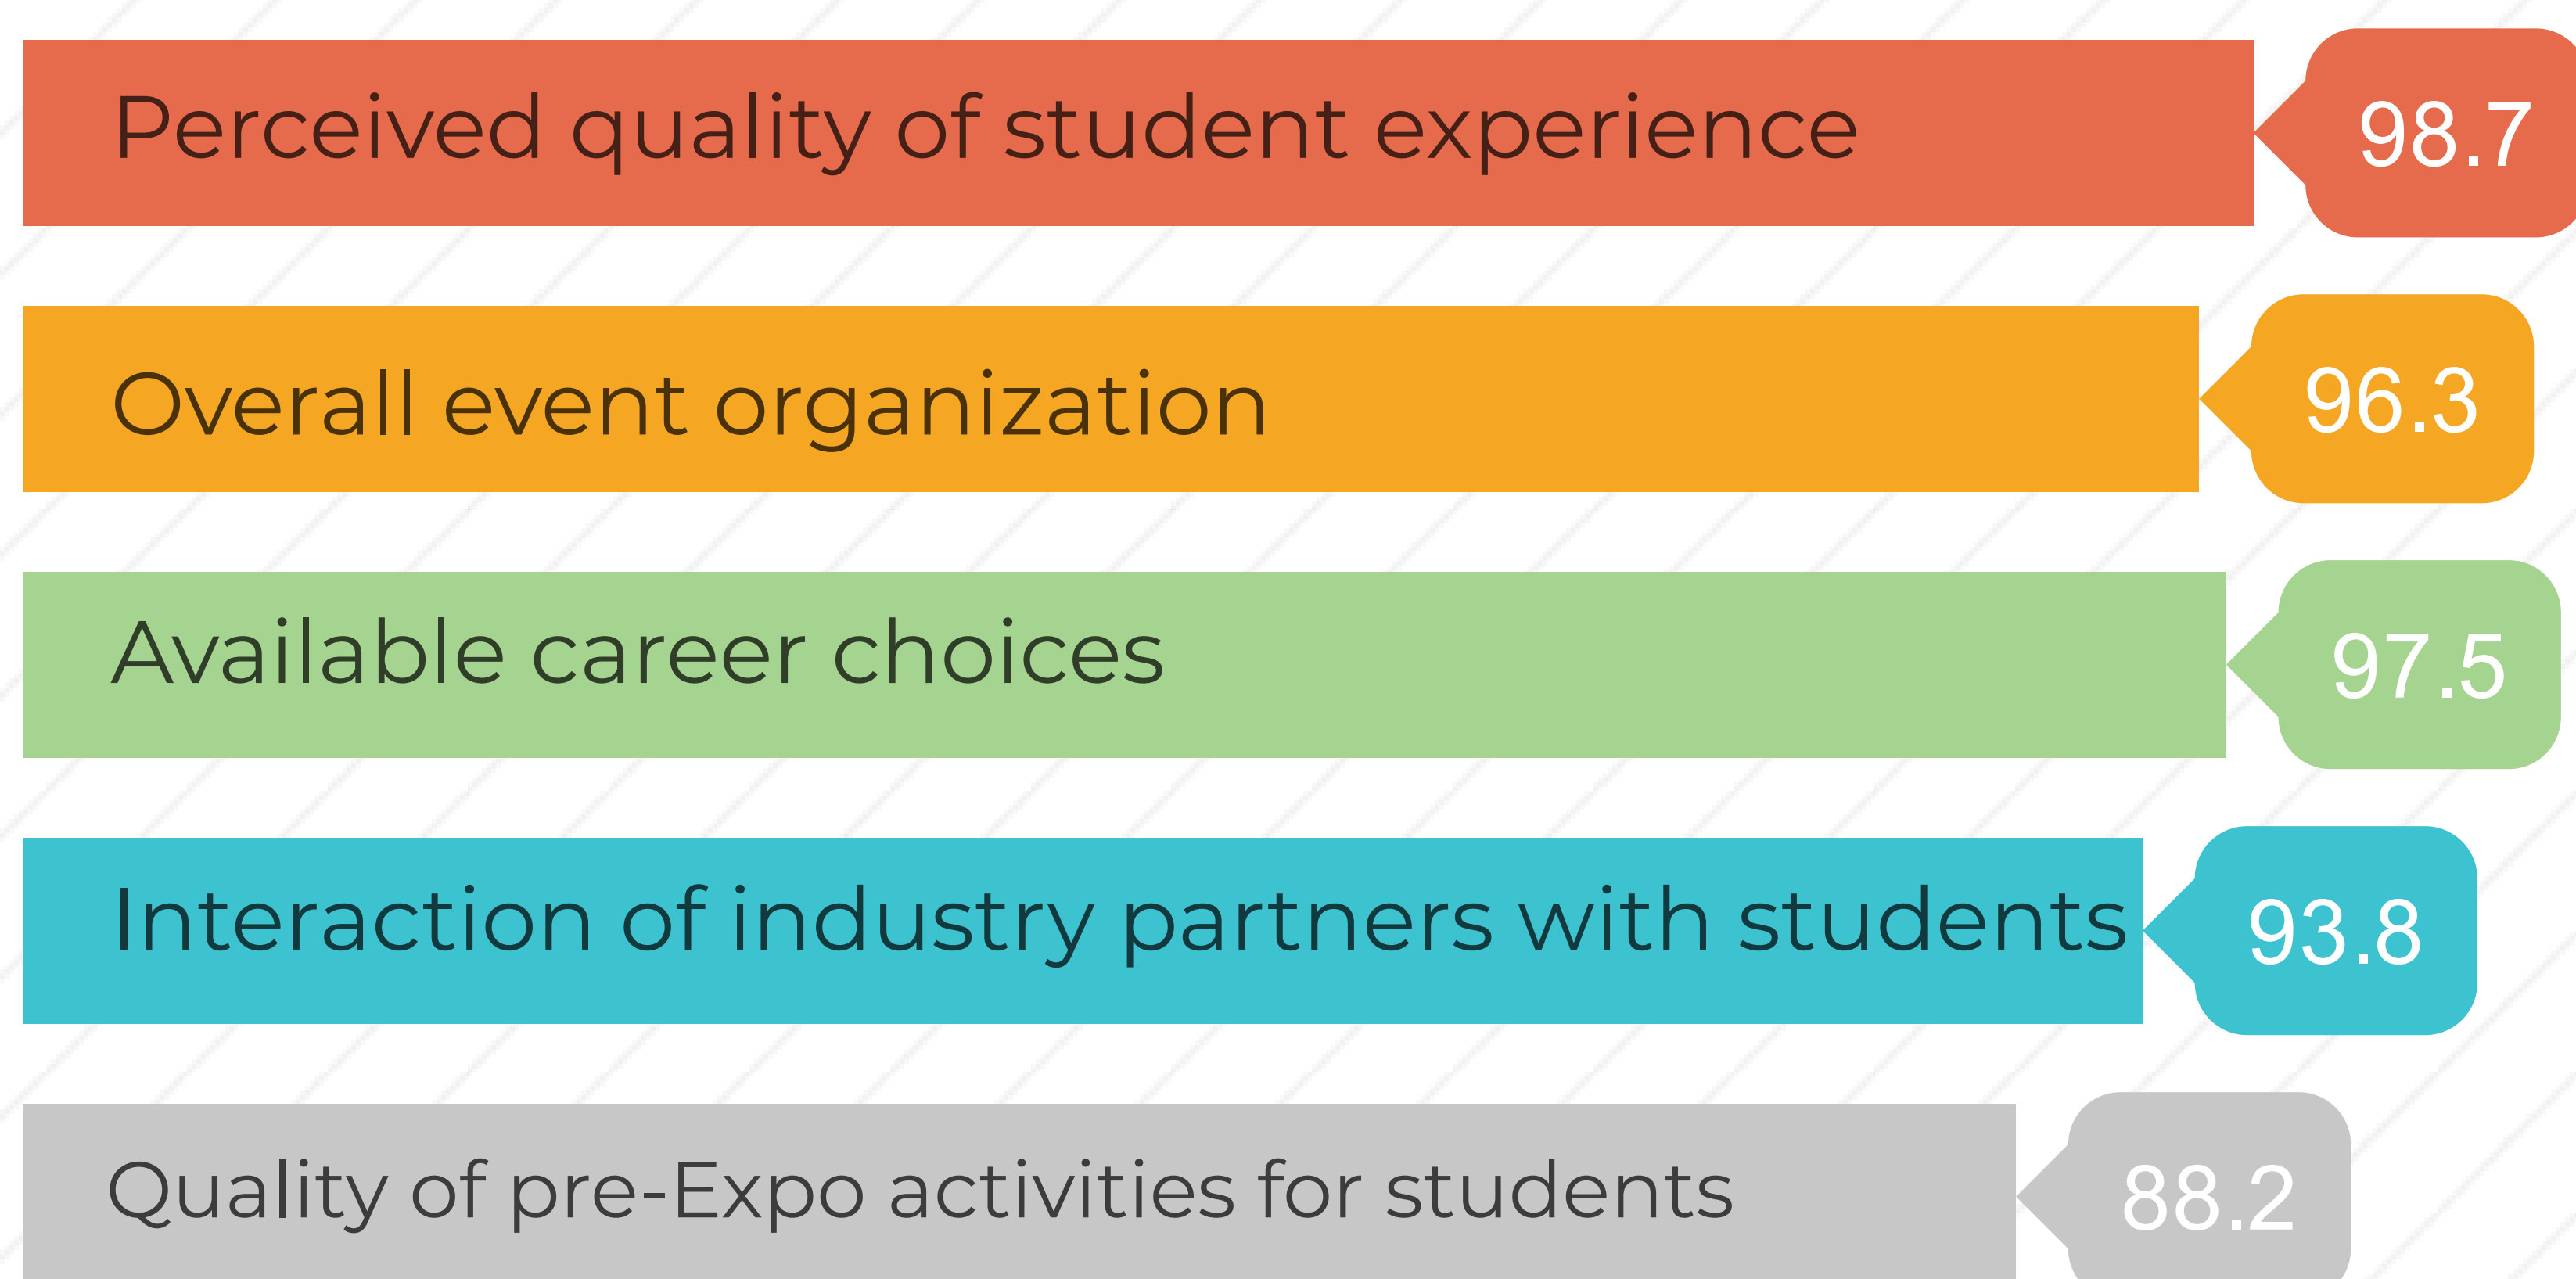 Perceived quality of student experience 98.7
Overall event organization 96.3
Available career choices 97.5
Interaction of industry partners with students 93.8
Quality of pre-Expo activities for students 88.2